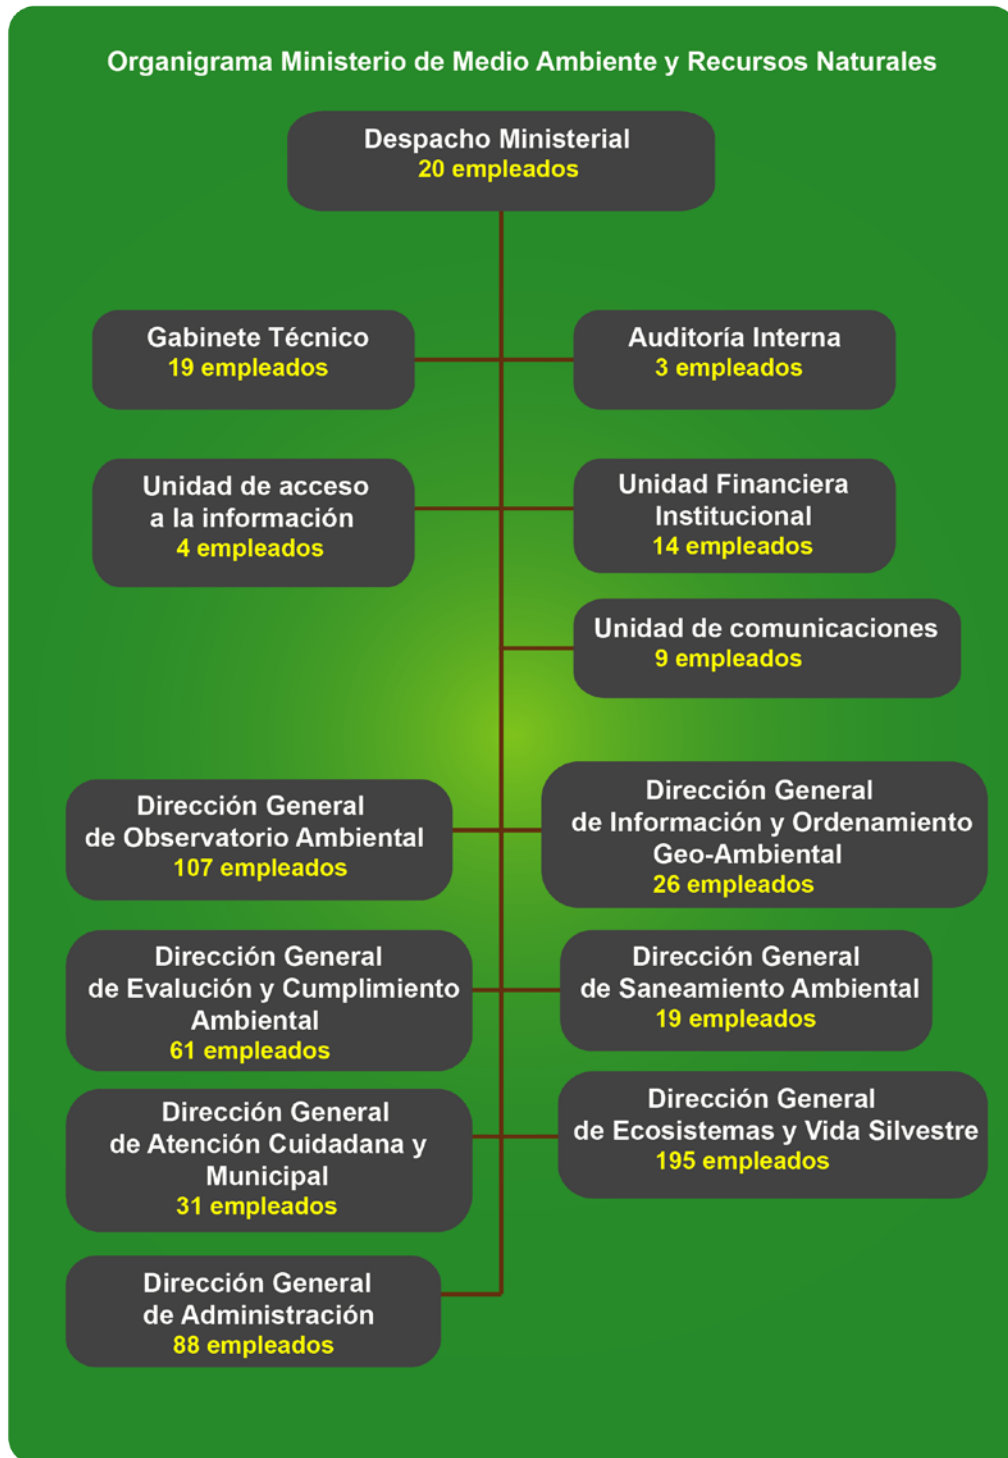 Organigrama Ministerio de Medio Ambiente y Recursos Naturales
Despacho Ministerial
20 empleados
Gabinete Técnico
19 empleados
Auditoría Interna
3 empleados
Unidad de acceso
a la información
4 empleados
Unidad Financiera
Institucional
14 empleados
Unidad de comunicaciones
9 empleados
Dirección General
de Observatorio Ambiental
107 empleados
Dirección General
de Información y Ordenamiento
Geo-Ambiental
26 empleados
Dirección General
de Evalución y Cumplimiento
Ambiental
61 empleados
Dirección General
de Saneamiento Ambiental
19 empleados
Dirección General
de Atención Cuidadana y
Municipal
31 empleados
Dirección General
de Ecosistemas y Vida Silvestre
195 empleados
Dirección General
de Administración
88 empleados